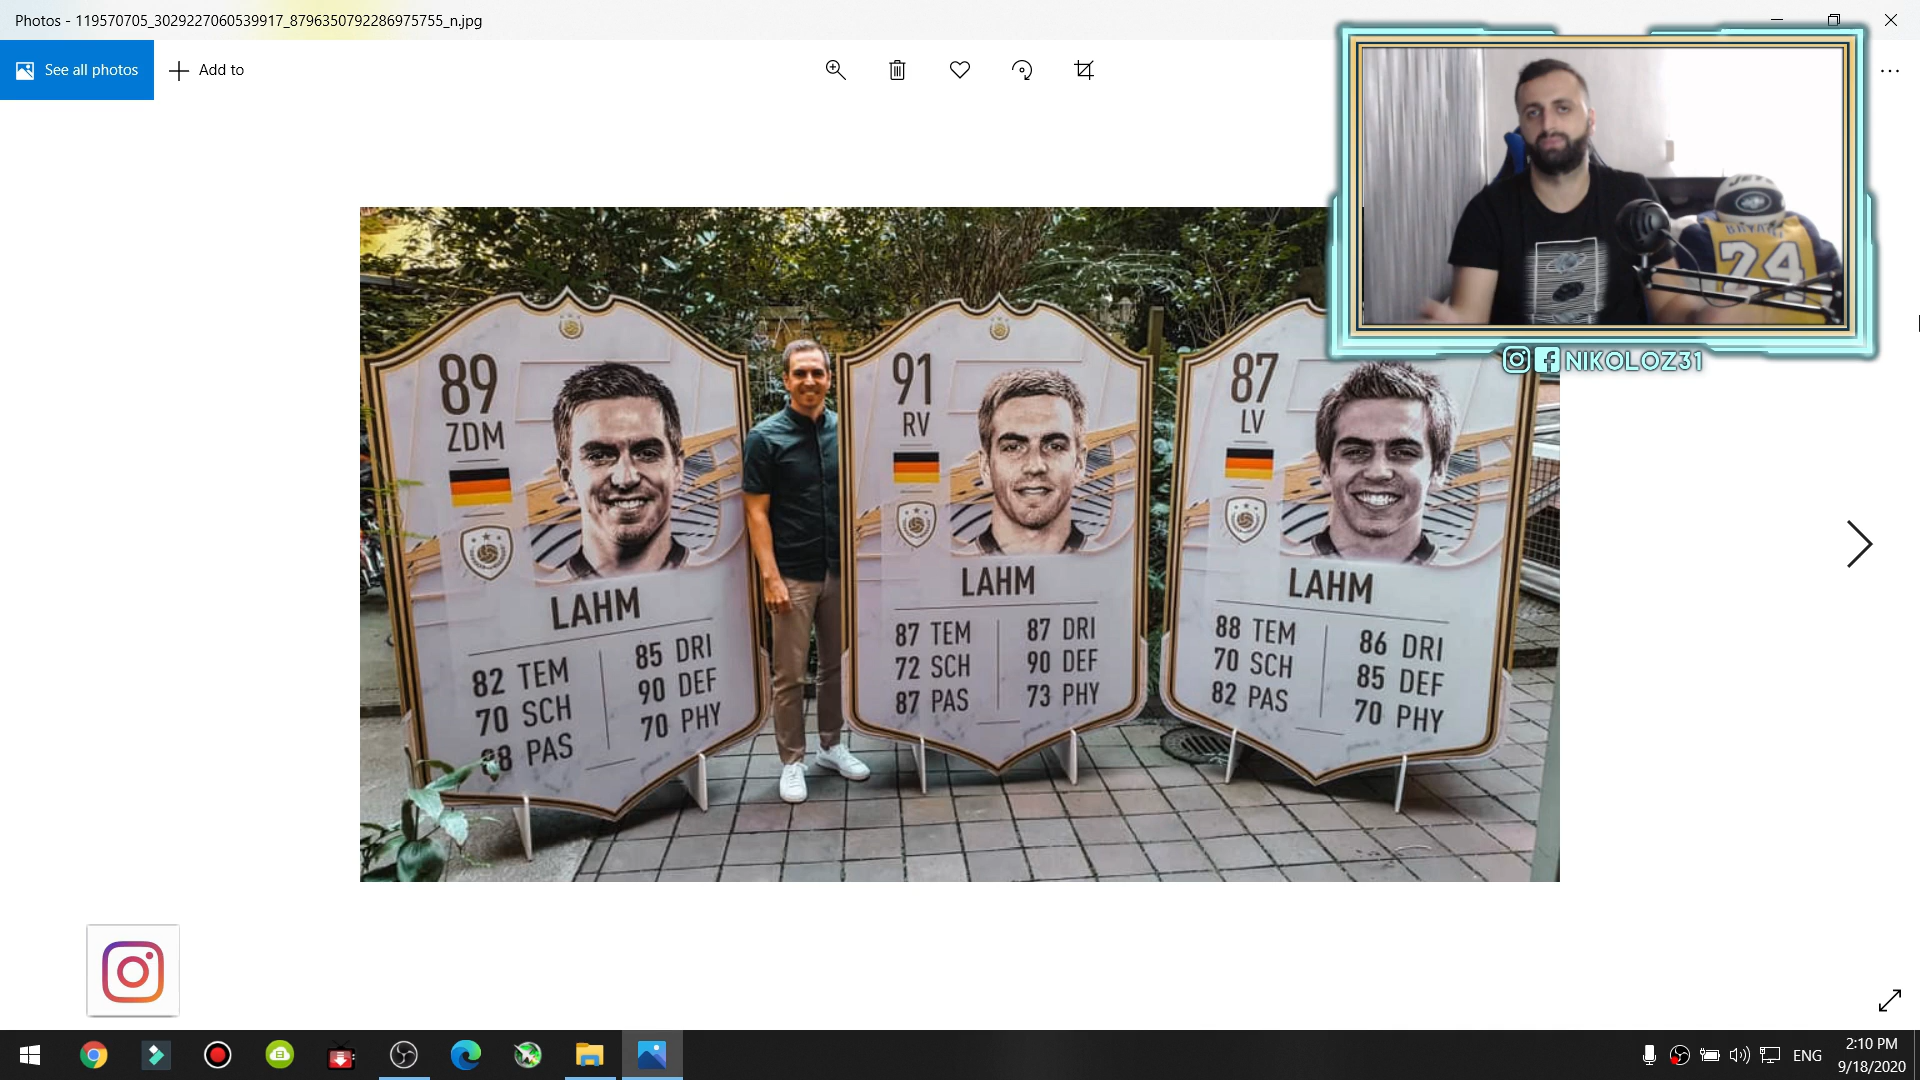 Photos - 119570705_3029227060539917_8796350792286975755_n.jpg
See all photos
Add to
JETS
BRYANT
24
NIKOLOZ31
89
ZDM
LAHM
82 TEM
70 SCH
88 PAS
85 DRI
90 DEF
70 PHY
91
RV
LAHM
87 TEM
72 SCH
87 PAS
87 DRI
90 DEF
73 PHY
87
LV
LAHM
88 TEM
70 SCH
82 PAS
86 DRI
85 DEF
70 PHY
ENG
2:10 PM
9/18/2020